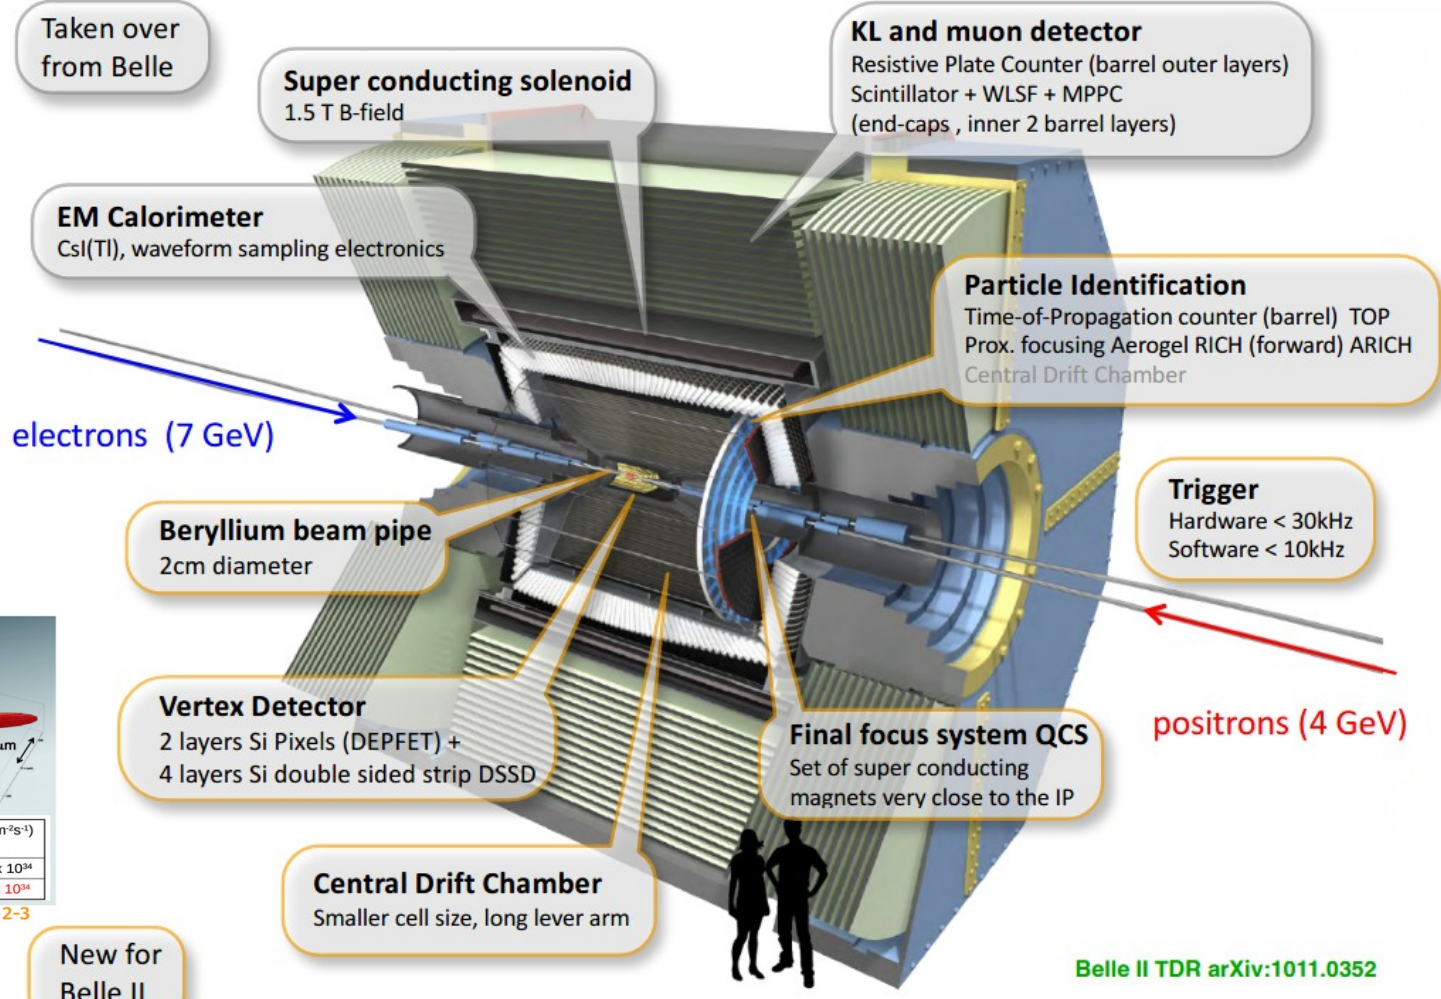 Taken over
from Belle
Super conducting solenoid
1.5 T B-field
KL and muon detector
Resistive Plate Counter (barrel outer layers)
Scintillator + WLSF + MPPC
(end-caps , inner 2 barrel layers)
EM Calorimeter
CsI(Tl), waveform sampling electronics
Particle Identification
Time-of-Propagation counter (barrel) TOP
Prox. focusing Aerogel RICH (forward) ARICH
Central Drift Chamber
electrons (7 GeV)
Trigger
Hardware < 30kHz
Software < 10kHz
Beryllium beam pipe
2cm diameter
Vertex Detector
2 layers Si Pixels (DEPFET) +
4 layers Si double sided strip DSSD
positrons (4 GeV)
Final focus system QCS
Set of super conducting
magnets very close to the IP
Central Drift Chamber
Smaller cell size, long lever arm
10³⁴
10³⁴
2-3
New for
Belle II
Belle II TDR arXiv:1011.0352